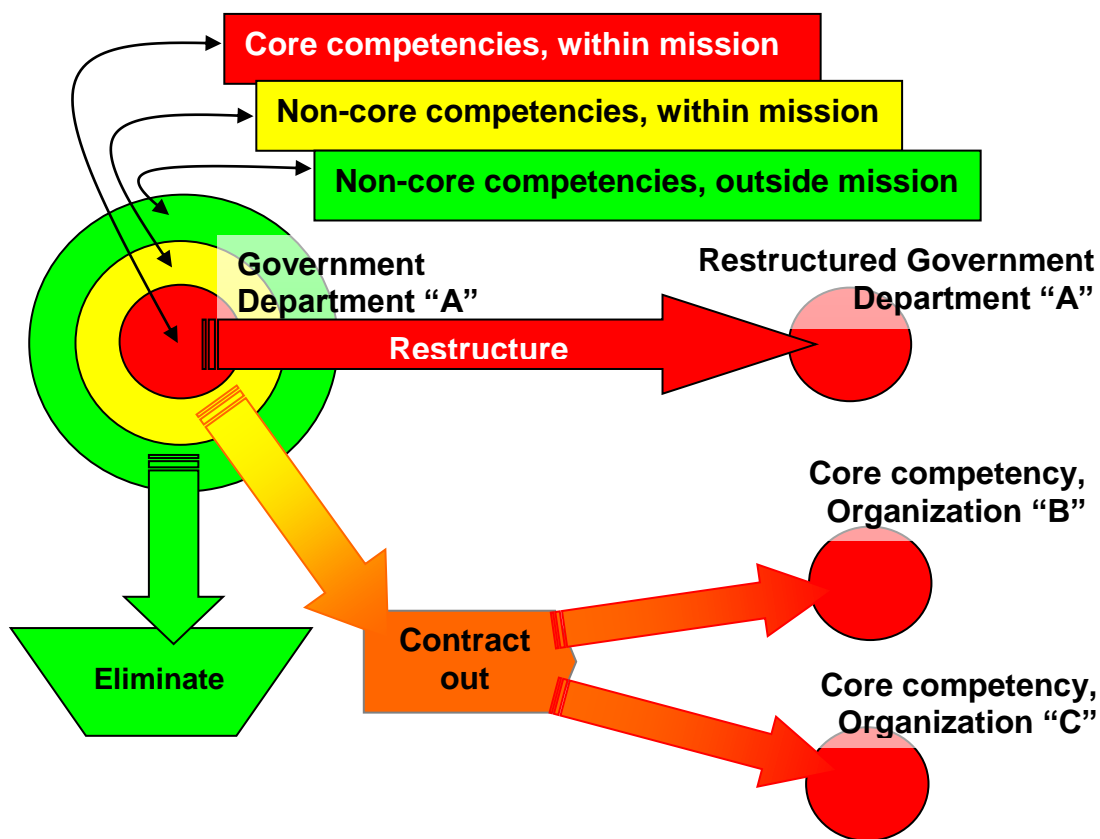 Core competencies, within mission
Non-core competencies, within mission
Non-core competencies, outside mission
Government
Department “A”
Restructured Government
Department “A”
Restructure
Core competency,
Organization “B”
Contract
out
Eliminate
Core competency,
Organization “C”